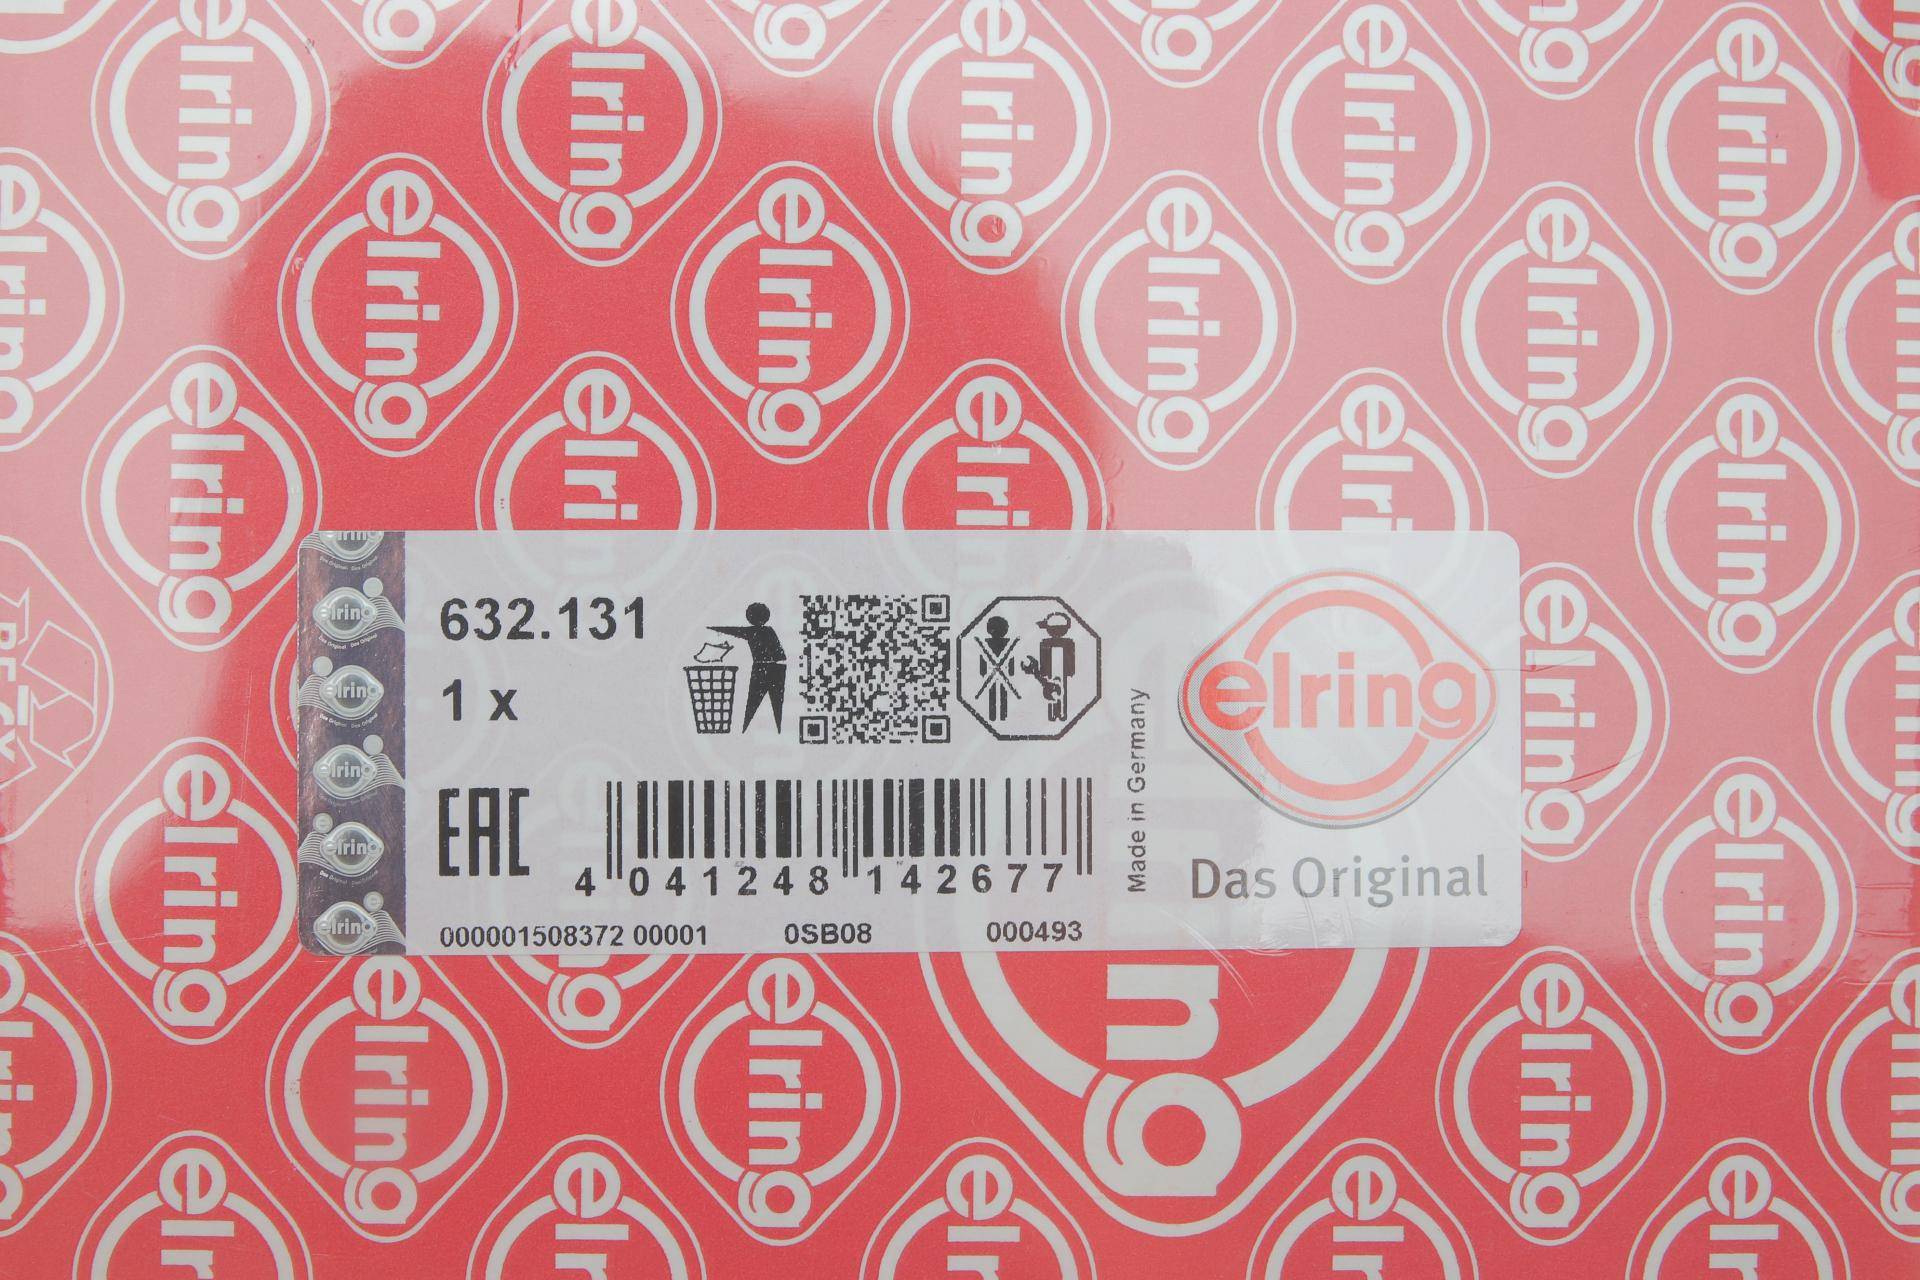 632.131
1 x
EAC
4 041248 142677
000001508372 00001 0SB08 000493
Made in Germany
elring
Das Original